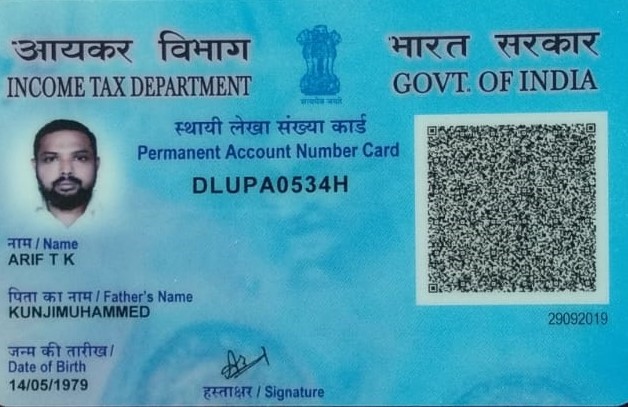 आयकर विभाग
INCOME TAX DEPARTMENT
सत्यमेव जयते
भारत सरकार
GOVT. OF INDIA
स्थायी लेखा संख्या कार्ड
Permanent Account Number Card
DLUPA0534H
नाम / Name
ARIF T K
पिता का नाम / Father's Name
KUNJIMUHAMMED
जन्म की तारीख /
Date of Birth
14/05/1979
हस्ताक्षर / Signature
29092019